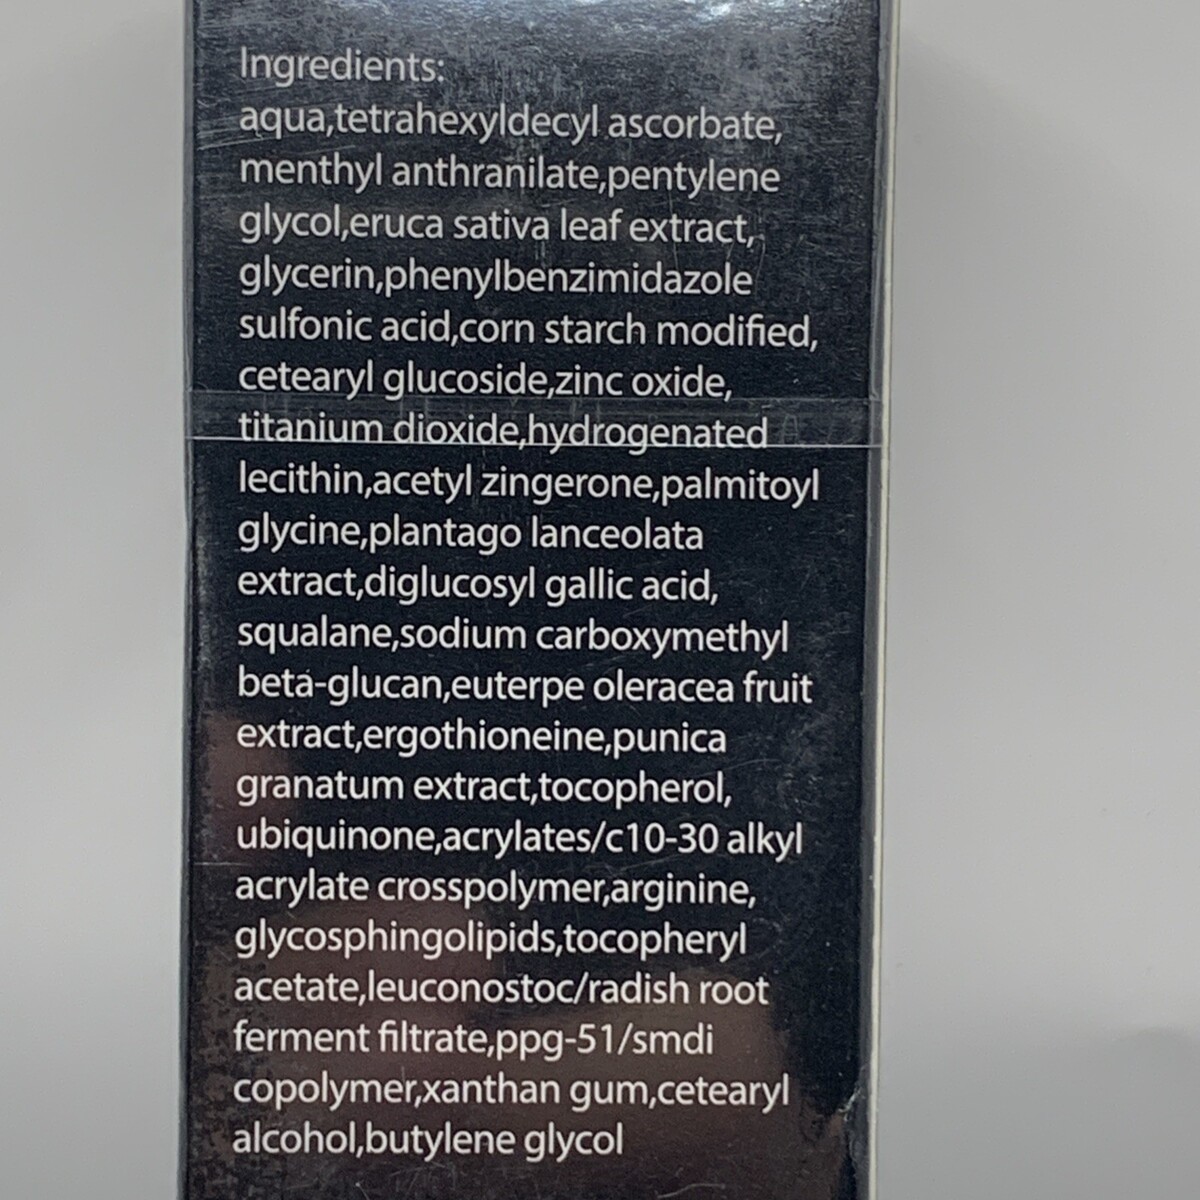 Ingredients:
aqua,tetrahexyldecyl ascorbate,
menthyl anthranilate,pentylene
glycol,eruca sativa leaf extract,
glycerin,phenylbenzimidazole
sulfonic acid,corn starch modified,
cetearyl glucoside,zinc oxide,
titanium dioxide,hydrogenated
lecithin,acetyl zingerone,palmitoyl
glycine,plantago lanceolata
extract,diglucosyl gallic acid,
squalane,sodium carboxymethyl
beta-glucan,euterpe oleracea fruit
extract,ergothioneine,punica
granatum extract,tocopherol,
ubiquinone,acrylates/c10-30 alkyl
acrylate crosspolymer,arginine,
glycosphingolipids,tocopheryl
acetate,leuconostoc/radish root
ferment filtrate,ppg-51/smdi
copolymer,xanthan gum,cetearyl
alcohol,butylene glycol